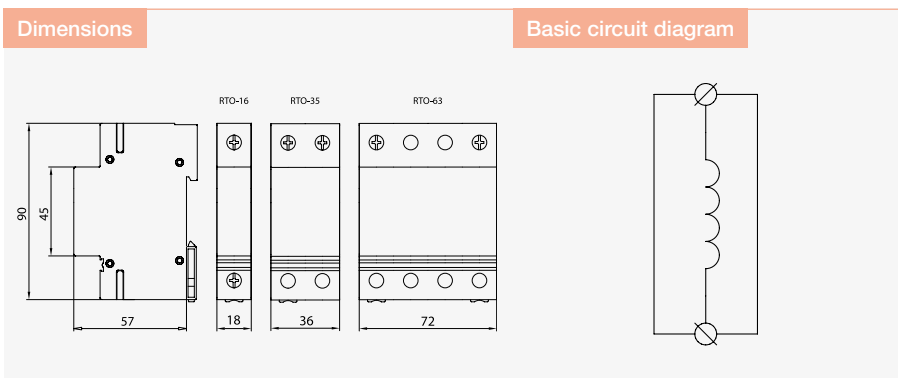 Dimensions
Basic circuit diagram
RTO-16
RTO-35
RTO-63
90
45
57
18
36
72